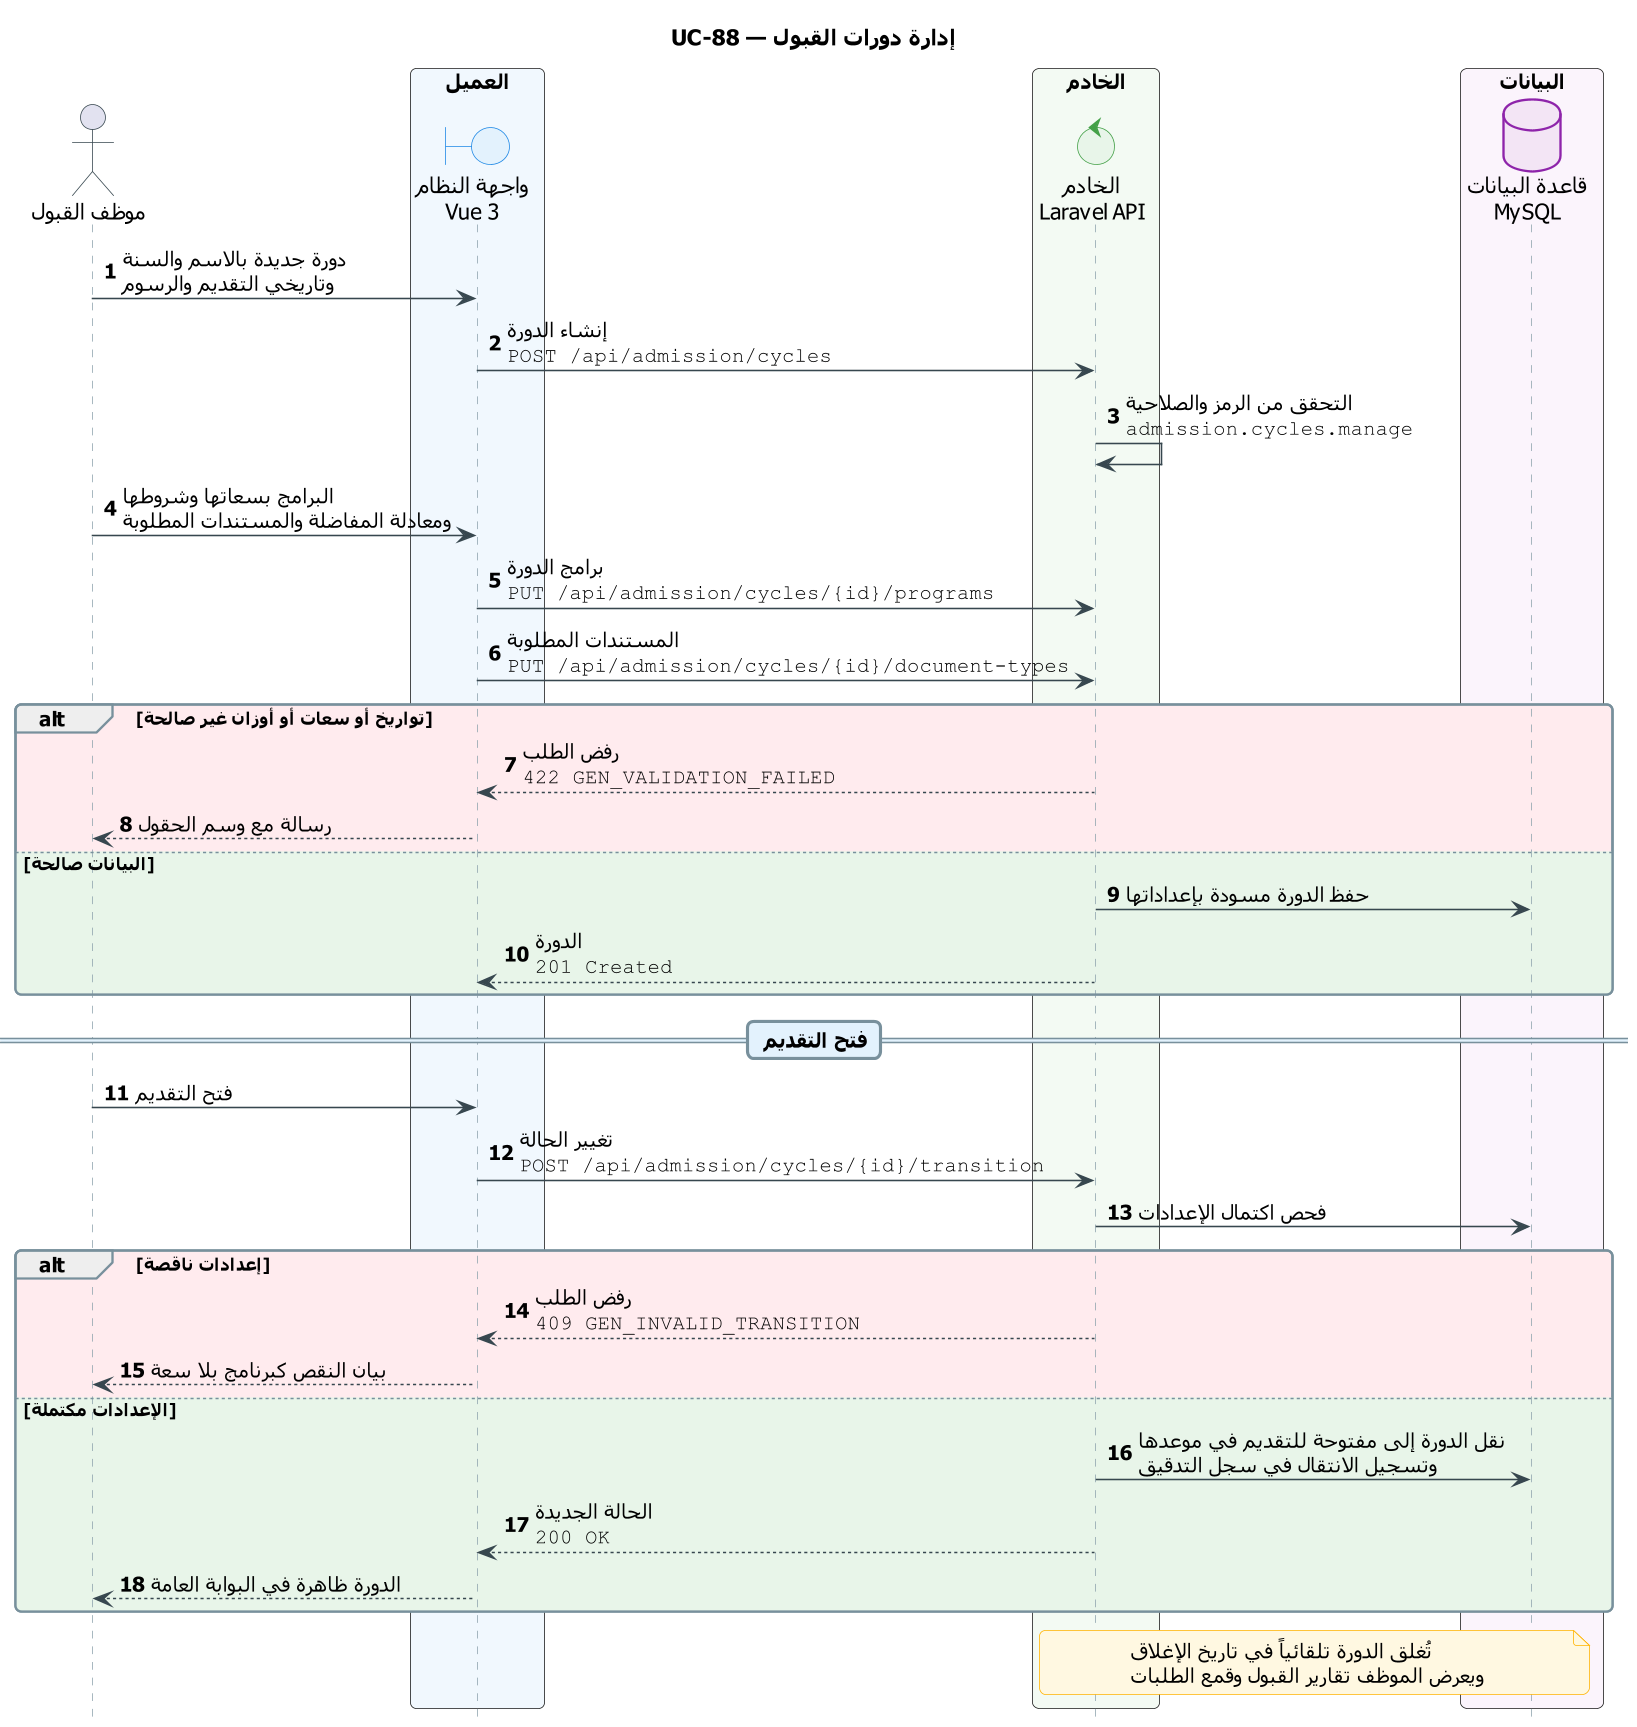 UC-88 — إدارة دورات القبول
العميل
الخادم
البيانات
موظف القبول
واجهة النظام
Vue 3
الخادم
Laravel API
قاعدة البيانات
MySQL
1 دورة جديدة بالاسم والسنة
وتاريخي التقديم والرسوم
2 إنشاء الدورة
POST /api/admission/cycles
3 التحقق من الرمز والصلاحية
admission.cycles.manage
4 البرامج بسعاتها وشروطها
ومعادلة المفاضلة والمستندات المطلوبة
5 برامج الدورة
PUT /api/admission/cycles/{id}/programs
6 المستندات المطلوبة
PUT /api/admission/cycles/{id}/document-types
alt [تواريخ أو سعات أو أوزان غير صالحة]
7 رفض الطلب
422 GEN_VALIDATION_FAILED
8 رسالة مع وسم الحقول
[البيانات صالحة]
9 حفظ الدورة مسودة بإعداداتها
10 الدورة
201 Created
فتح التقديم
11 فتح التقديم
12 تغيير الحالة
POST /api/admission/cycles/{id}/transition
13 فحص اكتمال الإعدادات
alt [إعدادات ناقصة]
14 رفض الطلب
409 GEN_INVALID_TRANSITION
15 بيان النقص كبرنامج بلا سعة
[الإعدادات مكتملة]
16 نقل الدورة إلى مفتوحة للتقديم في موعدها
وتسجيل الانتقال في سجل التدقيق
17 الحالة الجديدة
200 OK
18 الدورة ظاهرة في البوابة العامة
تُغلق الدورة تلقائياً في تاريخ الإغلاق
ويعرض الموظف تقارير القبول وقمع الطلبات